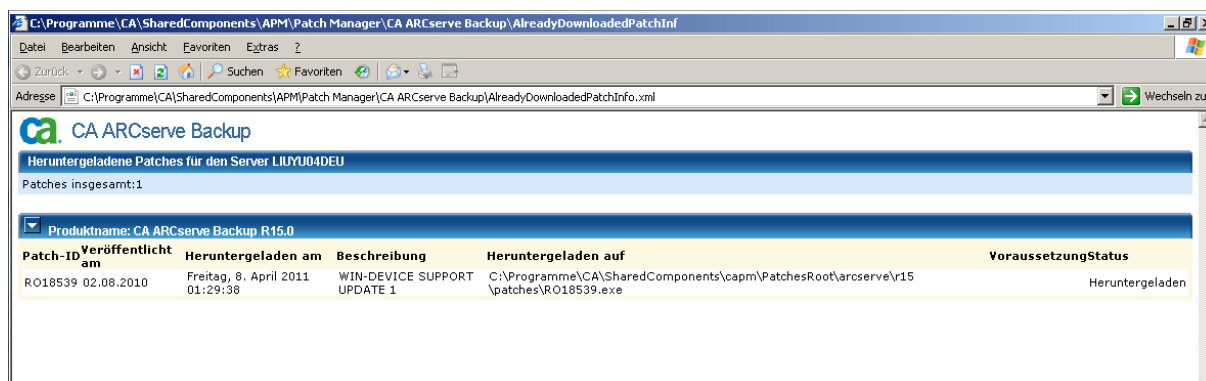 C:\Programme\CA\SharedComponents\APM\Patch Manager\CA ARCserve Backup\AlreadyDownloadedPatchInf
Datei Bearbeiten Ansicht Favoriten Extras ?
Zurück Suchen Favoriten
Adresse C:\Programme\CA\SharedComponents\APM\Patch Manager\CA ARCserve Backup\AlreadyDownloadedPatchInfo.xml Wechseln zu
ca. CA ARCserve Backup
Heruntergeladene Patches für den Server LIUYU04DEU
Patches insgesamt:1
Produktname: CA ARCserve Backup R15.0
Patch-ID Veröffentlicht am Heruntergeladen am Beschreibung Heruntergeladen auf VoraussetzungStatus
RO18539 02.08.2010 Freitag, 8. April 2011 01:29:38 WIN-DEVICE SUPPORT UPDATE 1 C:\Programme\CA\SharedComponents\capm\PatchesRoot\arcserve\r15\patches\RO18539.exe Heruntergeladen